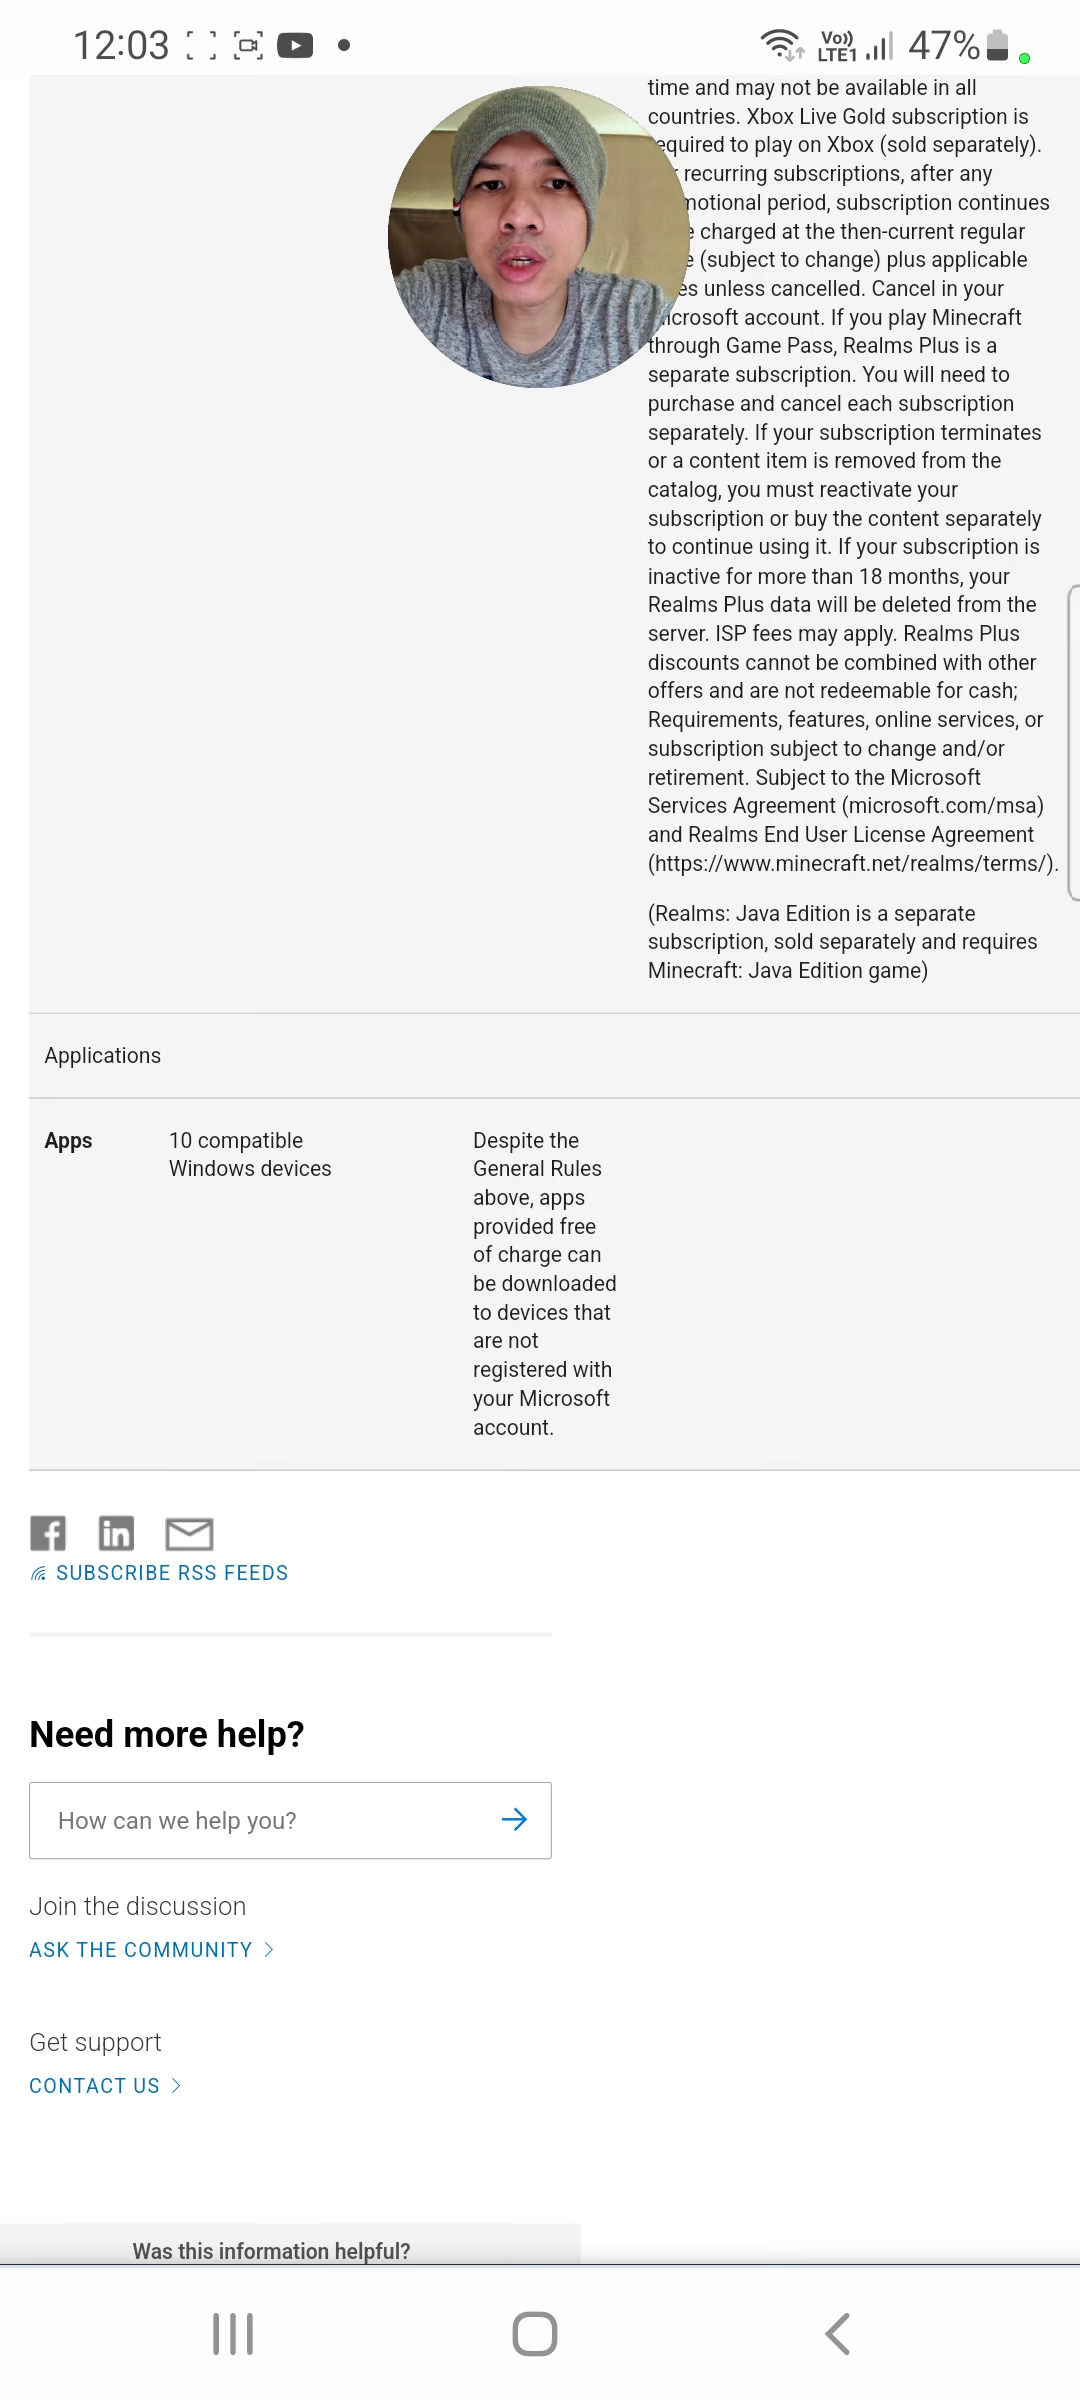 12:03
Vo))
LTE1
47%
time and may not be available in all
countries. Xbox Live Gold subscription is
required to play on Xbox (sold separately).
recurring subscriptions, after any
motional period, subscription continues
charged at the then-current regular
(subject to change) plus applicable
unless cancelled. Cancel in your
crosoft account. If you play Minecraft
through Game Pass, Realms Plus is a
separate subscription. You will need to
purchase and cancel each subscription
separately. If your subscription terminates
or a content item is removed from the
catalog, you must reactivate your
subscription or buy the content separately
to continue using it. If your subscription is
inactive for more than 18 months, your
Realms Plus data will be deleted from the
server. ISP fees may apply. Realms Plus
discounts cannot be combined with other
offers and are not redeemable for cash;
Requirements, features, online services, or
subscription subject to change and/or
retirement. Subject to the Microsoft
Services Agreement (microsoft.com/msa)
and Realms End User License Agreement
(https://www.minecraft.net/realms/terms/).
(Realms: Java Edition is a separate
subscription, sold separately and requires
Minecraft: Java Edition game)
Applications
Apps
10 compatible
Windows devices
Despite the
General Rules
above, apps
provided free
of charge can
be downloaded
to devices that
are not
registered with
your Microsoft
account.
SUBSCRIBE RSS FEEDS
Need more help?
How can we help you?
Join the discussion
ASK THE COMMUNITY >
Get support
CONTACT US >
Was this information helpful?